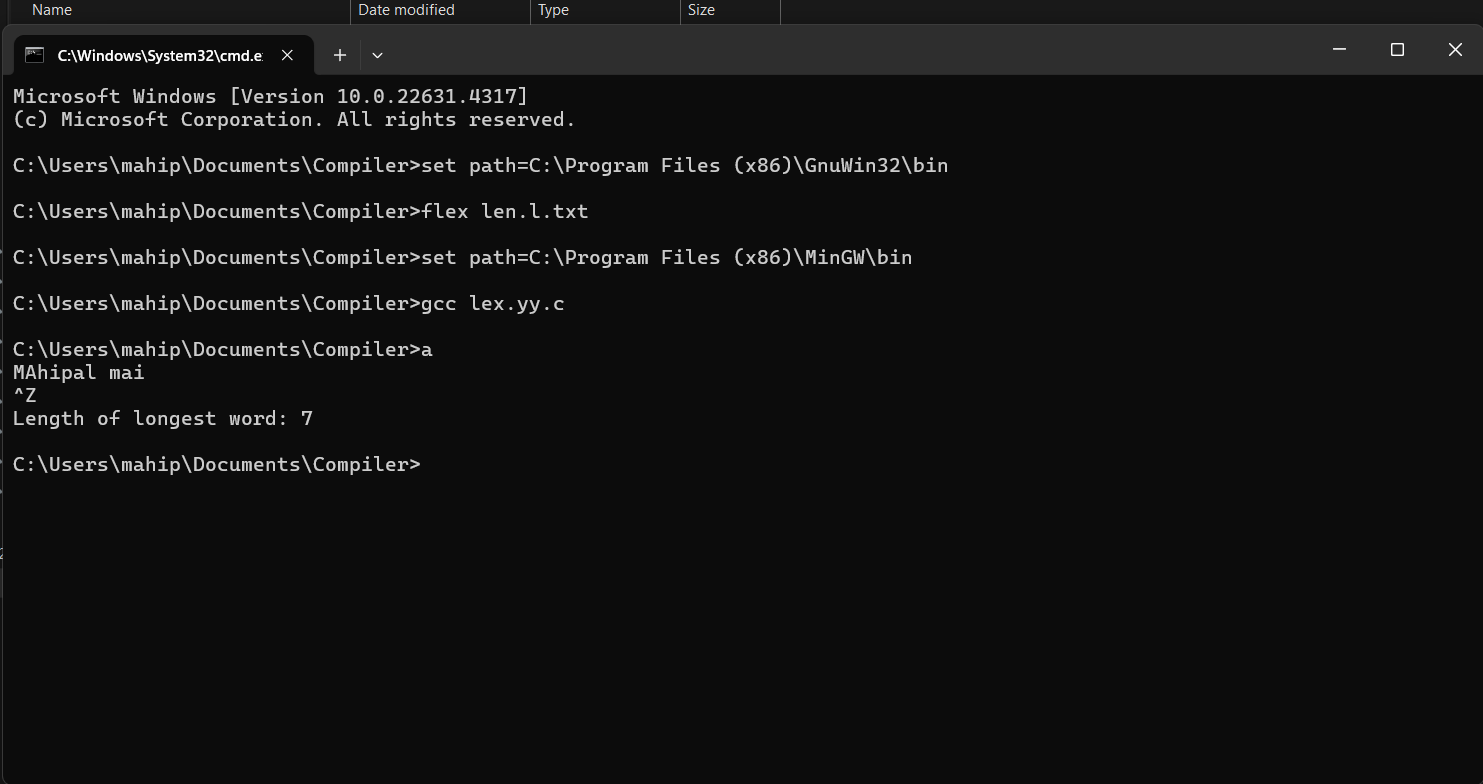 Name Date modified Type Size
C:\Windows\System32\cmd.e
Microsoft Windows [Version 10.0.22631.4317]
(c) Microsoft Corporation. All rights reserved.
C:\Users\mahip\Documents\Compiler>set path=C:\Program Files (x86)\GnuWin32\bin
C:\Users\mahip\Documents\Compiler>flex len.l.txt
C:\Users\mahip\Documents\Compiler>set path=C:\Program Files (x86)\MinGW\bin
C:\Users\mahip\Documents\Compiler>gcc lex.yy.c
C:\Users\mahip\Documents\Compiler>a
MAhipal mai
^Z
Length of longest word: 7
C:\Users\mahip\Documents\Compiler>